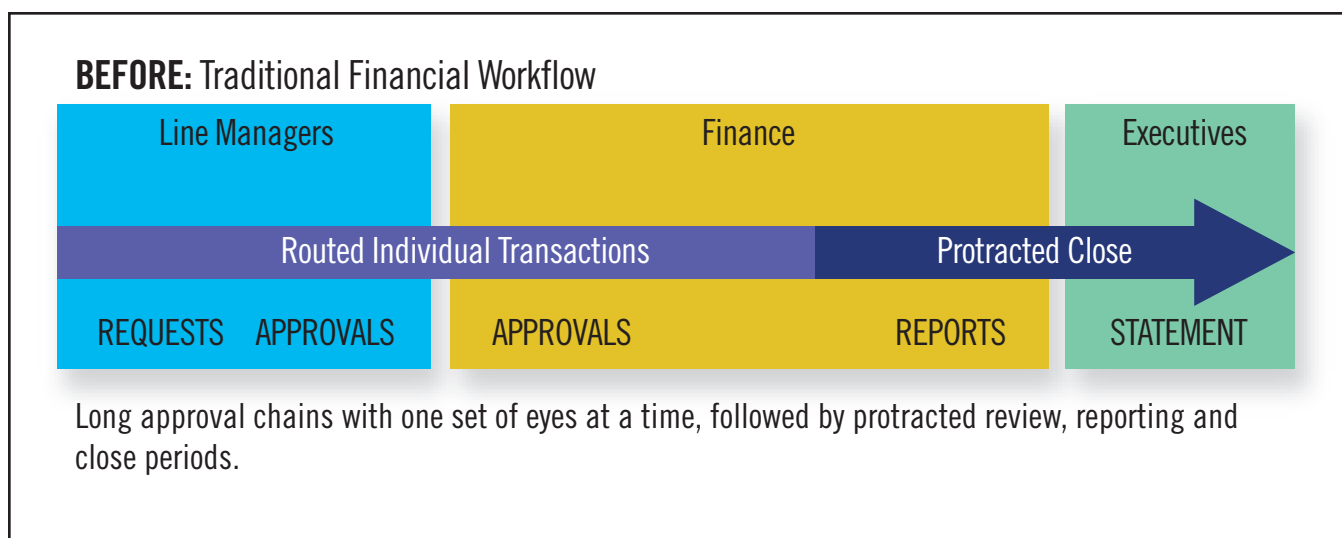 BEFORE: Traditional Financial Workflow
Line Managers
Finance
Executives
Routed Individual Transactions
Protracted Close
REQUESTS APPROVALS
APPROVALS
REPORTS
STATEMENT
Long approval chains with one set of eyes at a time, followed by protracted review, reporting and
close periods.